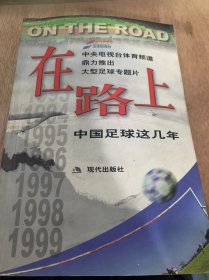 ON THE ROAD
中央电视台体育频道
鼎力推出
大型足球专题片
在路上
中国足球这几年
1995
1996
1997
1998
1999
现代出版社